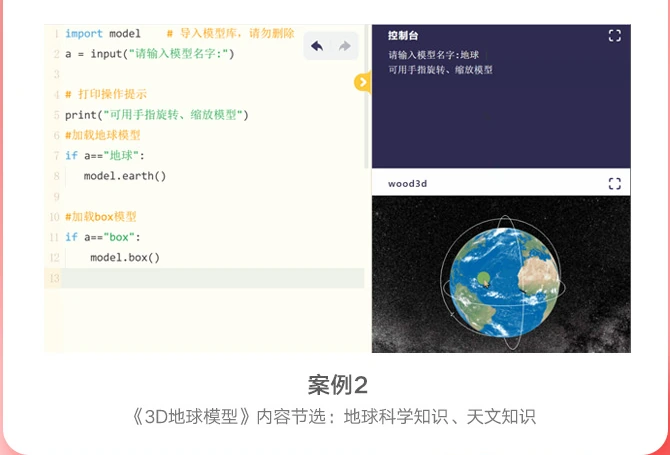 1 import model    # 导入模型库，请勿删除
2 a = input("请输入模型名字:")
3
4 # 打印操作提示
5 print("可用手指旋转、缩放模型")
6 #加载地球模型
7 if a=="地球":
8    model.earth()
9
10 #加载box模型
11 if a=="box":
12     model.box()
13
控制台
请输入模型名字:地球
可用手指旋转、缩放模型
wood3d
案例2
《3D地球模型》内容节选：地球科学知识、天文知识